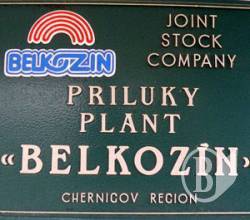 JOINT
STOCK
COMPANY
BELKOZIN
PRILUKY
PLANT
«BELKOZIN»
CHERNIGOV REGION